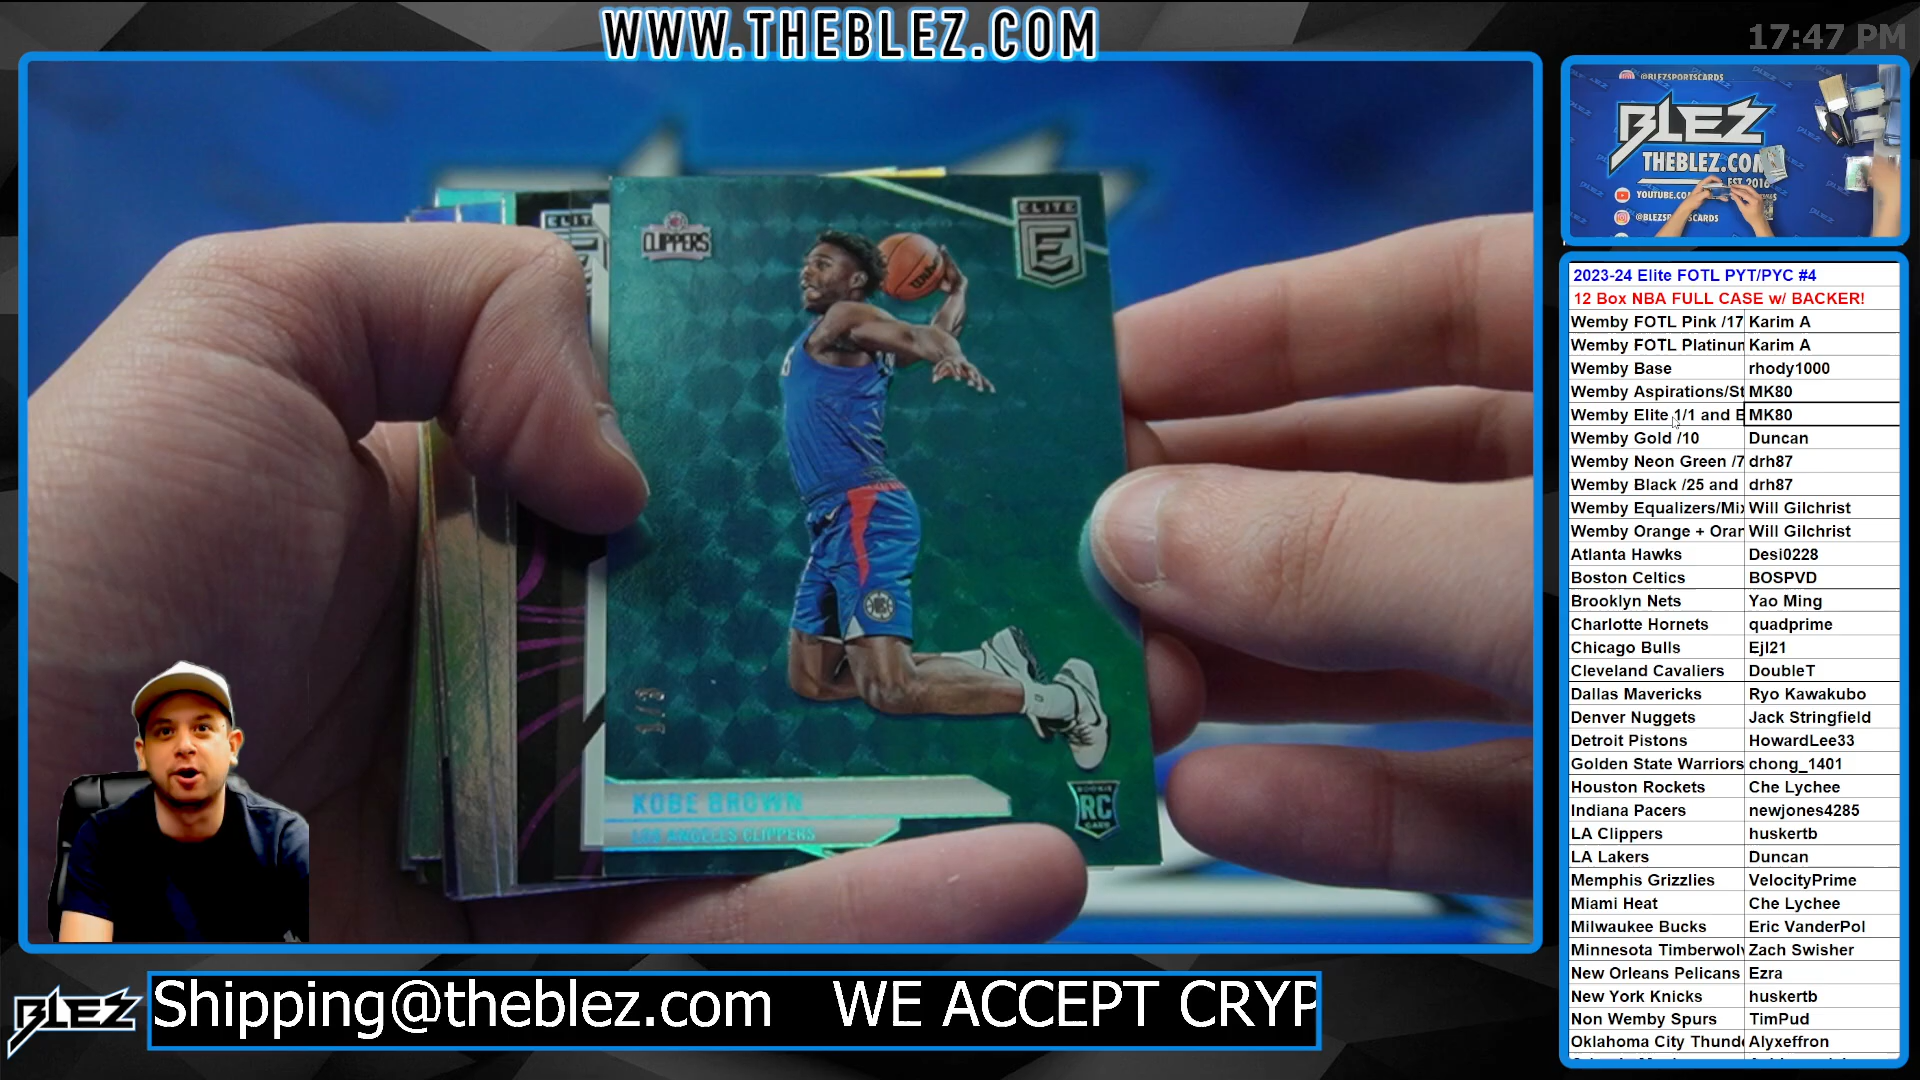 WWW.THEBLEZ.COM
17:47 PM
CLIPPERS
ELITE
E
ELITE
KOBE BROWN
LOS ANGELES CLIPPERS
ROOKIE
RC
CARD
@BLEZSPORTSCARDS
BLEZ
THEBLEZ.COM
EST 2016
2023-24 Elite FOTL PYT/PYC #4
12 Box NBA FULL CASE w/ BACKER!
Wemby FOTL Pink /17 Karim A
Wemby FOTL Platinum Karim A
Wemby Base rhody1000
Wemby Aspirations/St MK80
Wemby Elite 1/1 and E MK80
Wemby Gold /10 Duncan
Wemby Neon Green /7 drh87
Wemby Black /25 and drh87
Wemby Equalizers/Mix Will Gilchrist
Wemby Orange + Oran Will Gilchrist
Atlanta Hawks Desi0228
Boston Celtics BOSPVD
Brooklyn Nets Yao Ming
Charlotte Hornets quadprime
Chicago Bulls Ejl21
Cleveland Cavaliers DoubleT
Dallas Mavericks Ryo Kawakubo
Denver Nuggets Jack Stringfield
Detroit Pistons HowardLee33
Golden State Warriors chong_1401
Houston Rockets Che Lychee
Indiana Pacers newjones4285
LA Clippers huskertb
LA Lakers Duncan
Memphis Grizzlies VelocityPrime
Miami Heat Che Lychee
Milwaukee Bucks Eric VanderPol
Minnesota Timberwolv Zach Swisher
New Orleans Pelicans Ezra
New York Knicks huskertb
Non Wemby Spurs TimPud
Oklahoma City Thunde Alyxeffron
BLEZ
Shipping@theblez.com WE ACCEPT CRYP